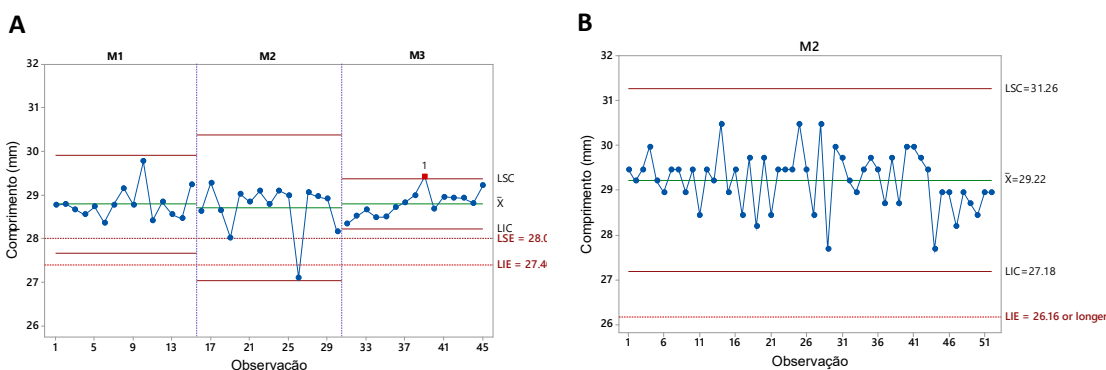 A
M1
M2
M3
Comprimento (mm)
32
31
30
29
28
27
26
1
LSC
X̄
LIC
LSE = 28.0
LIE = 27.4
1
5
9
13
17
21
25
29
33
37
41
45
Observacão
B
M2
Comprimento (mm)
32
31
30
29
28
27
26
LSC=31.26
X̄=29.22
LIC=27.18
LIE = 26.16 or longer
1
6
11
16
21
26
31
36
41
46
51
Observação